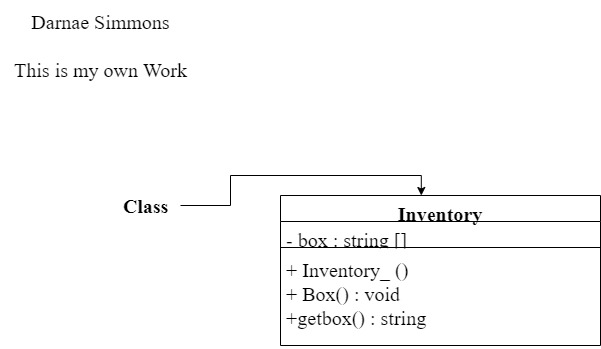 Darnae Simmons
This is my own Work
Class
Inventory
- box : string []
+ Inventory_ ()
+ Box() : void
+getbox() : string